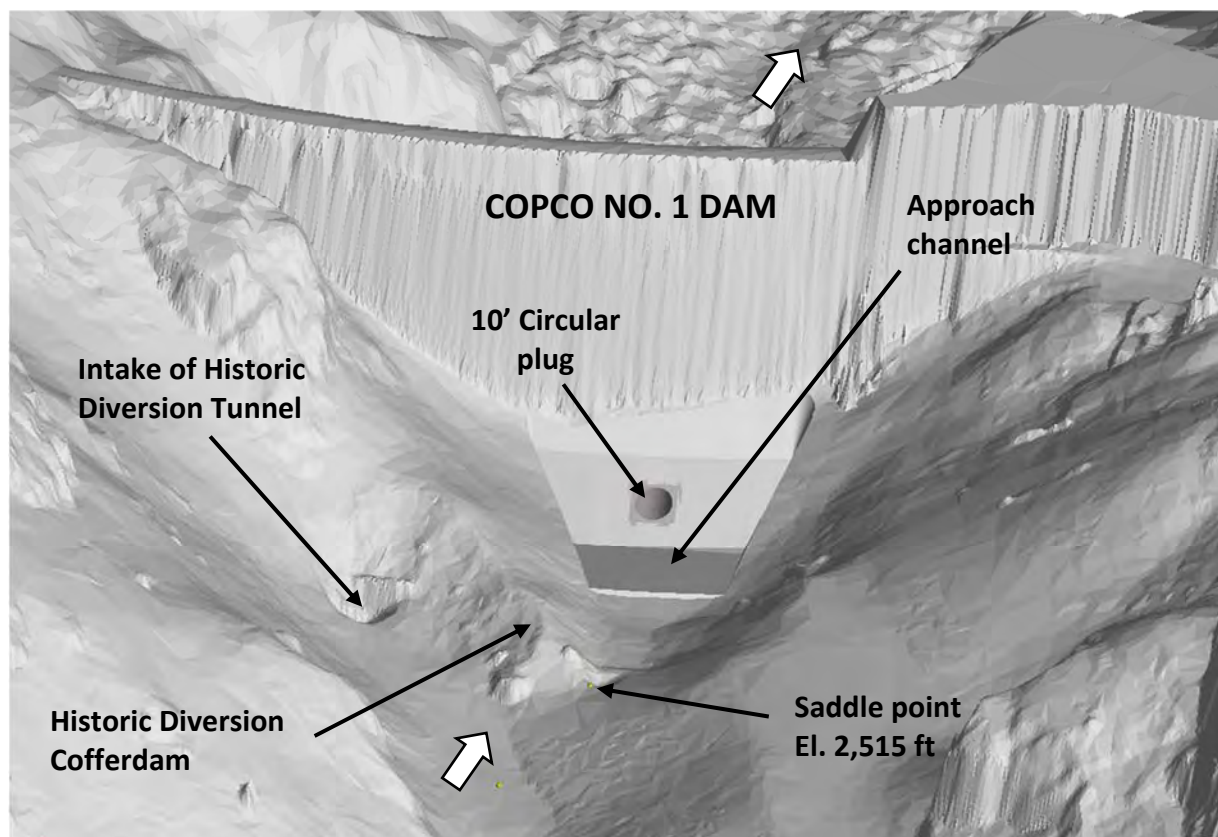 COPCO NO. 1 DAM
Approach
channel
10’ Circular
plug
Intake of Historic
Diversion Tunnel
Historic Diversion
Cofferdam
Saddle point
El. 2,515 ft